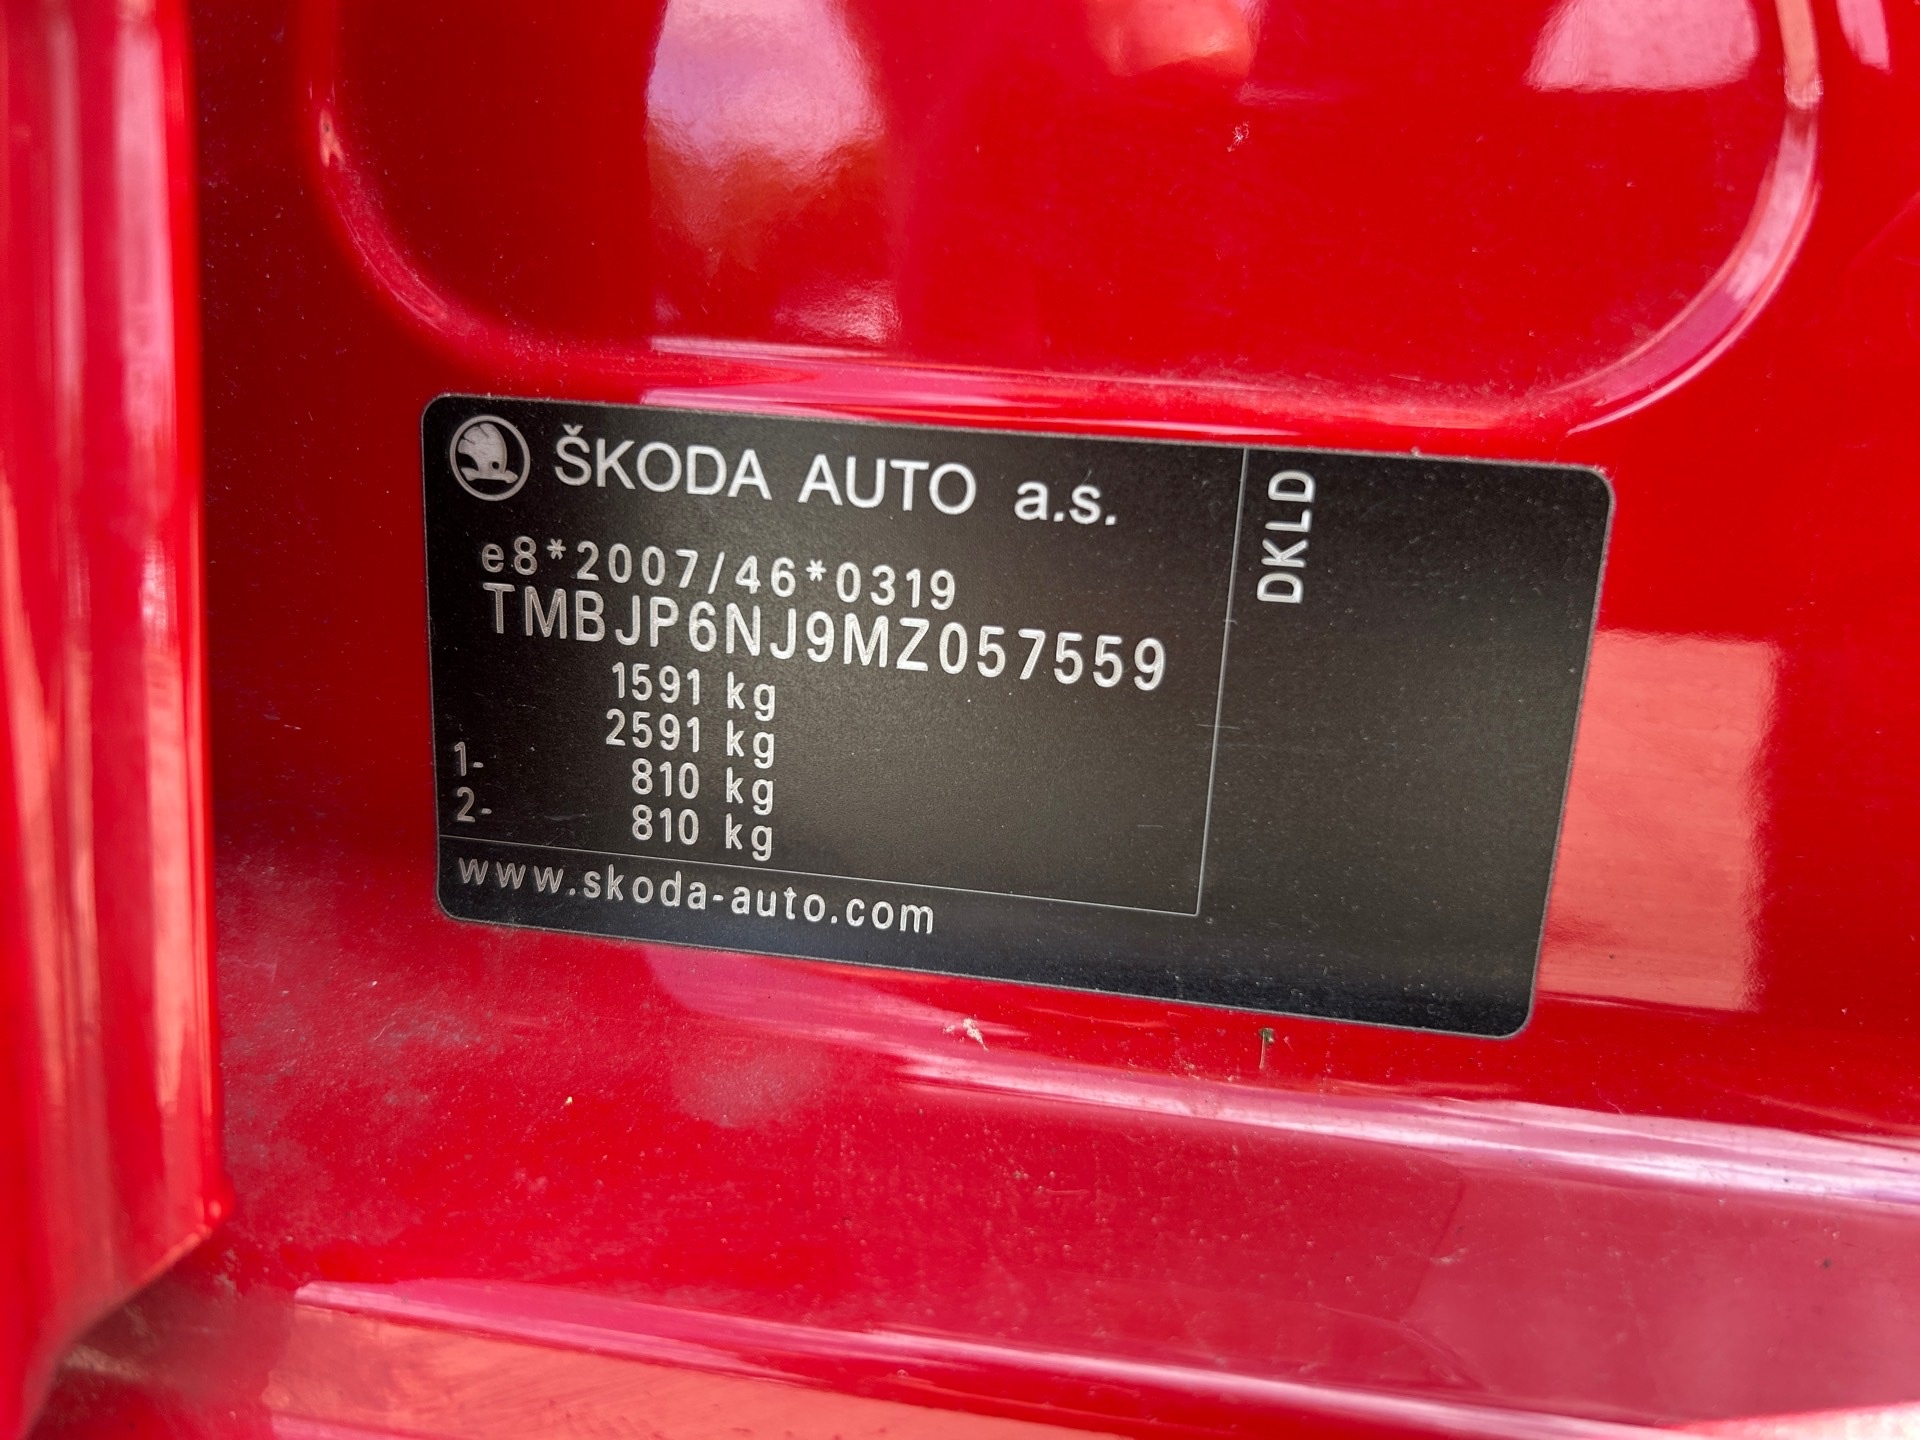 ŠKODA AUTO a.s.
e8*2007/46*0319
TMBJP6NJ9MZ057559
1591 kg
2591 kg
1- 810 kg
2- 810 kg
www.skoda-auto.com
DKLD